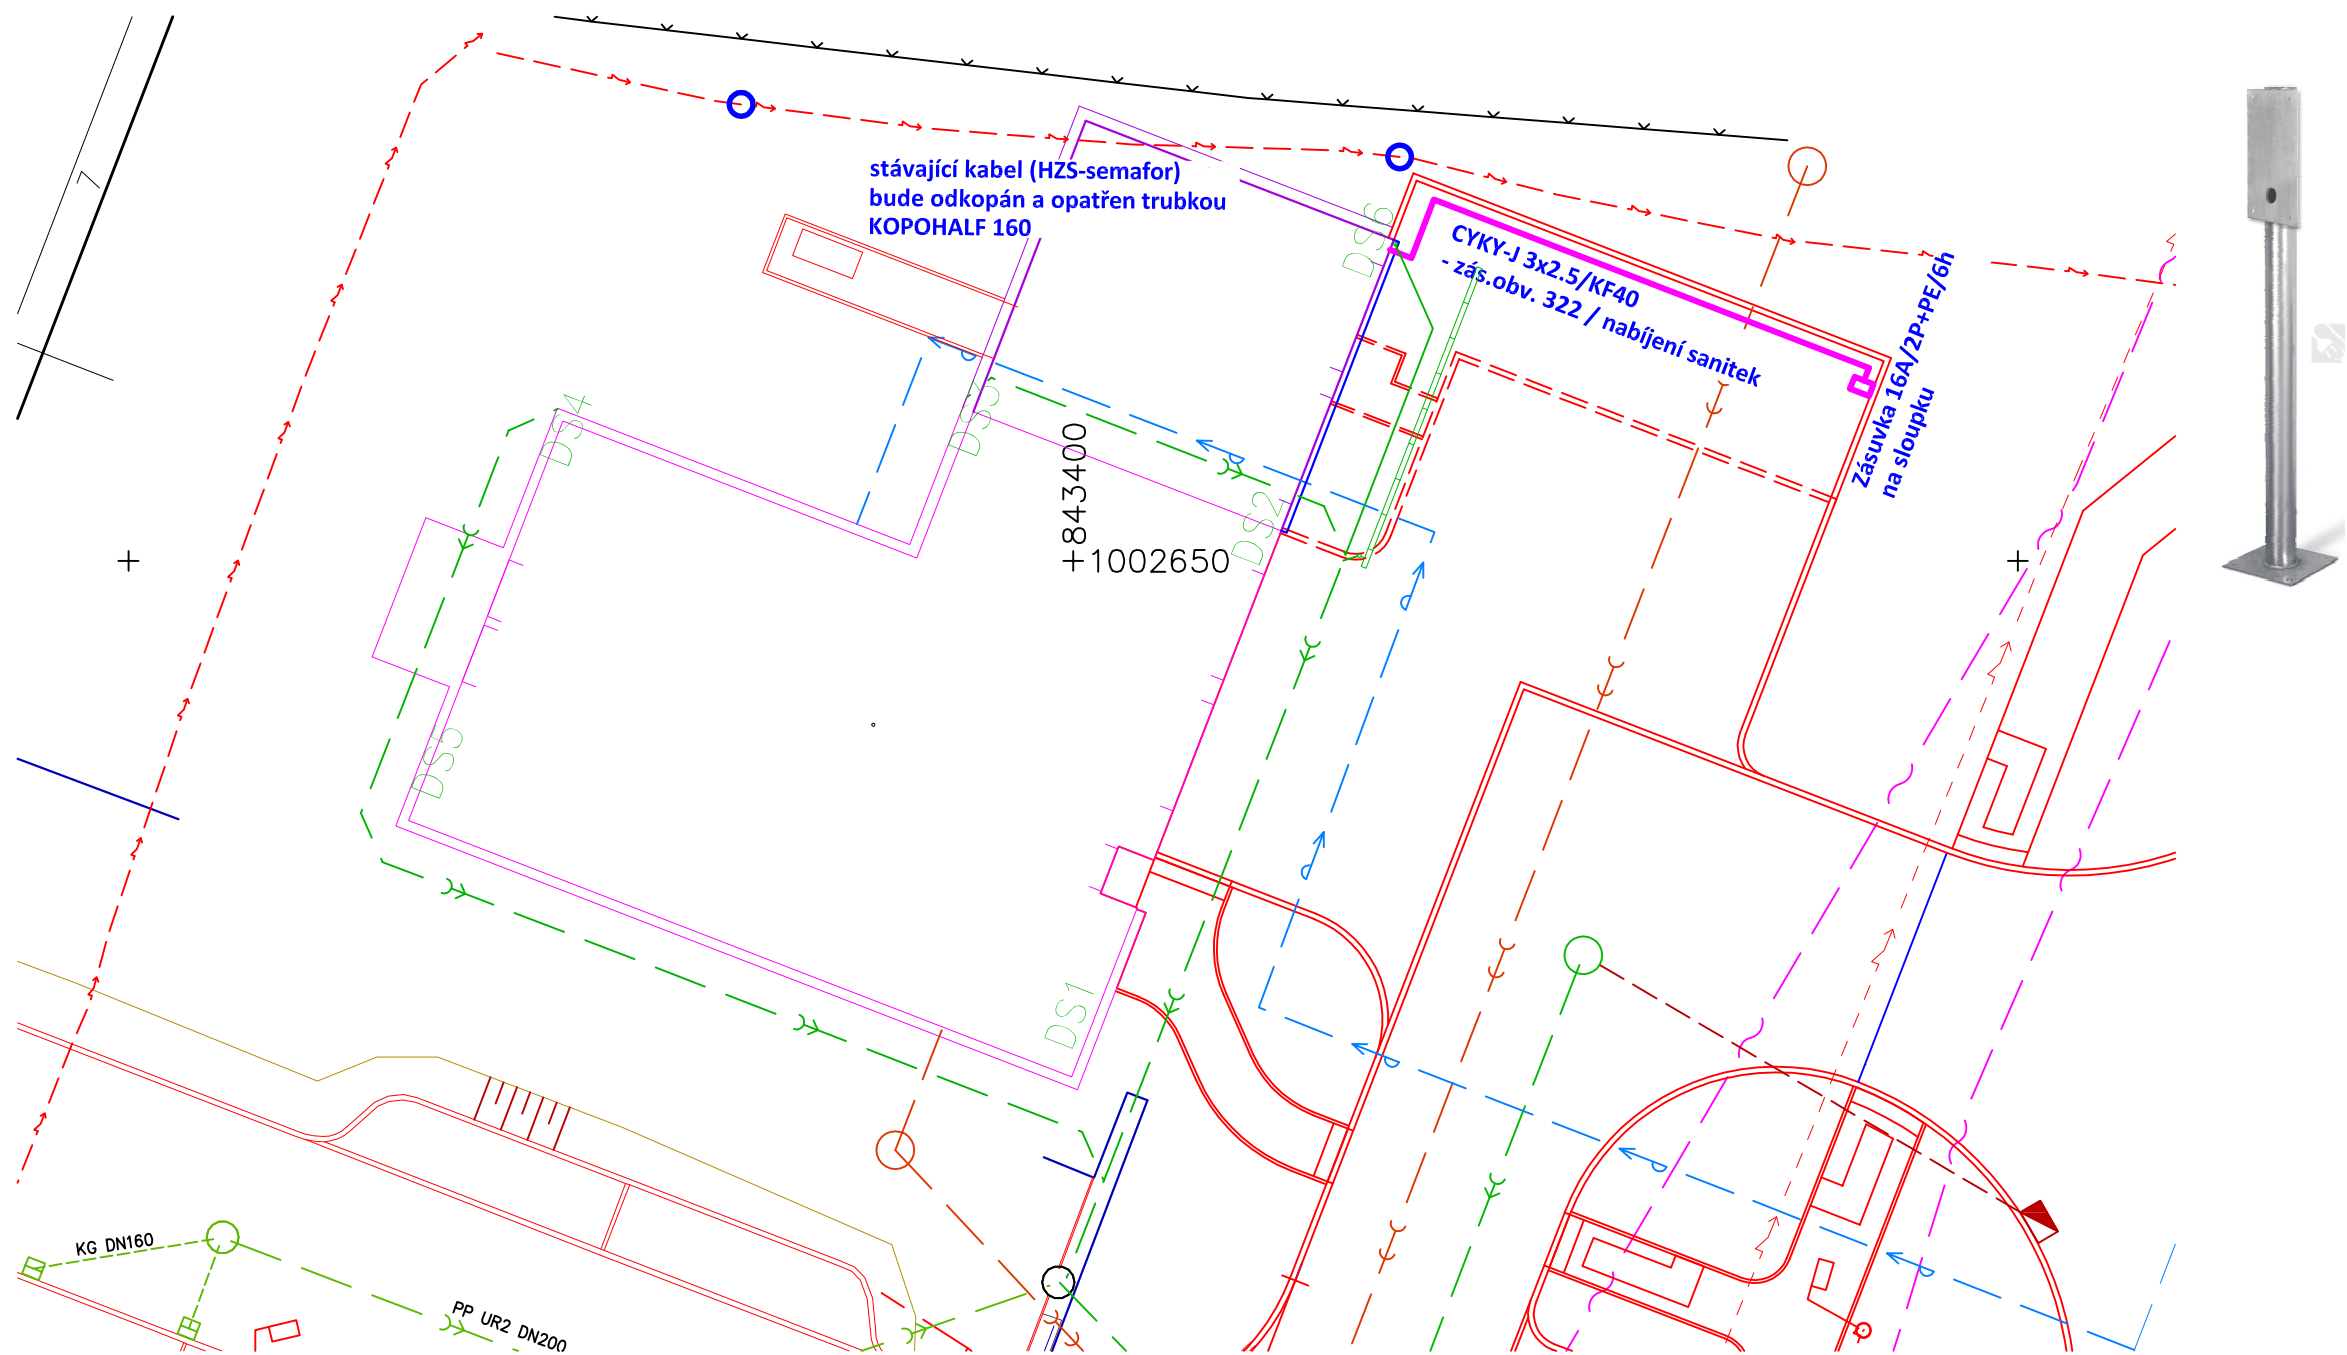 7
stávající kabel (HZS-semafor)
bude odkopán a opatřen trubkou
KOPOHALF 160
DS6
CYKY-J 3x2.5/KF40
- zás.obv. 322 / nabíjení sanitek
Zásuvka 16A/2P+PE/6h
na sloupku
DS4
DS3
+843400
+1002650
DS2
DS5
DS1
KG DN160
PP UR2 DN200